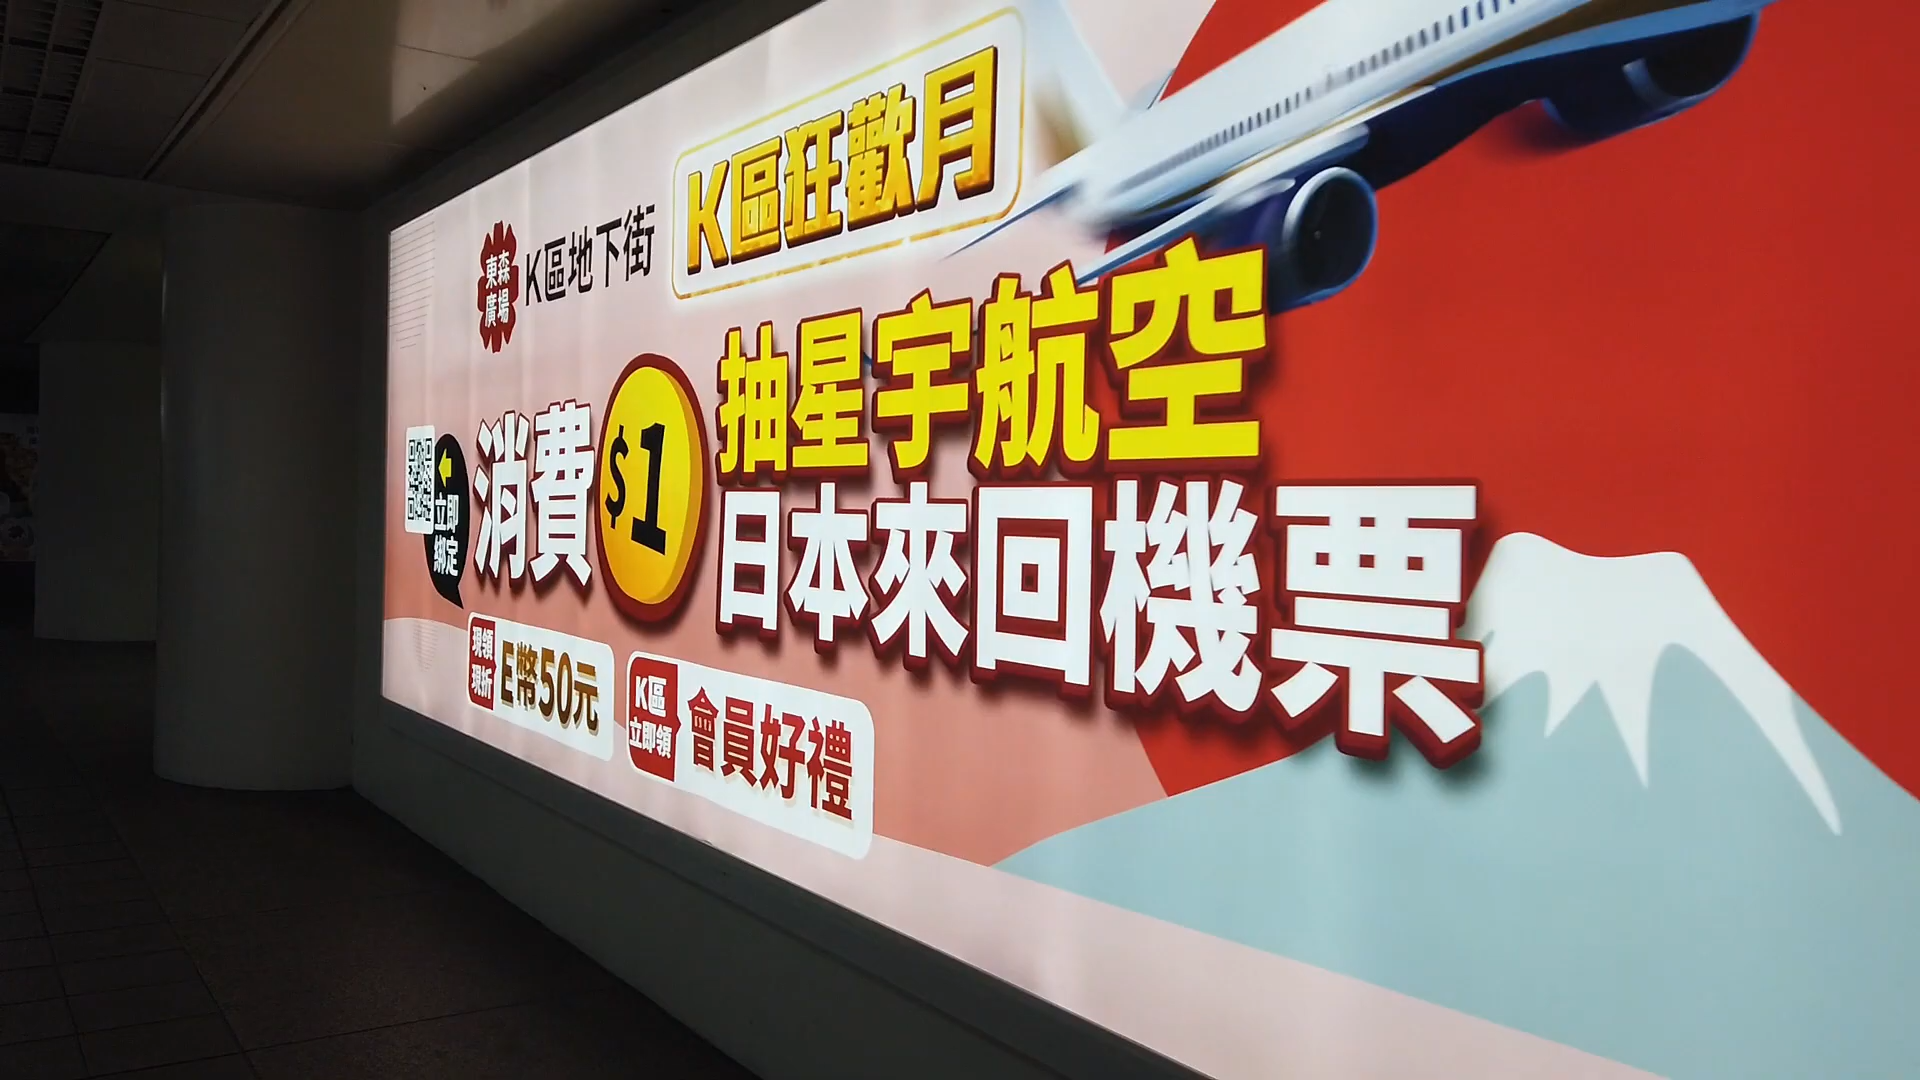 東森
廣場
K區地下街
K區狂歡月
消費$1
抽星宇航空
日本來回機票
立即
綁定
現領
現折
E幣50元
K區
立即領
會員好禮